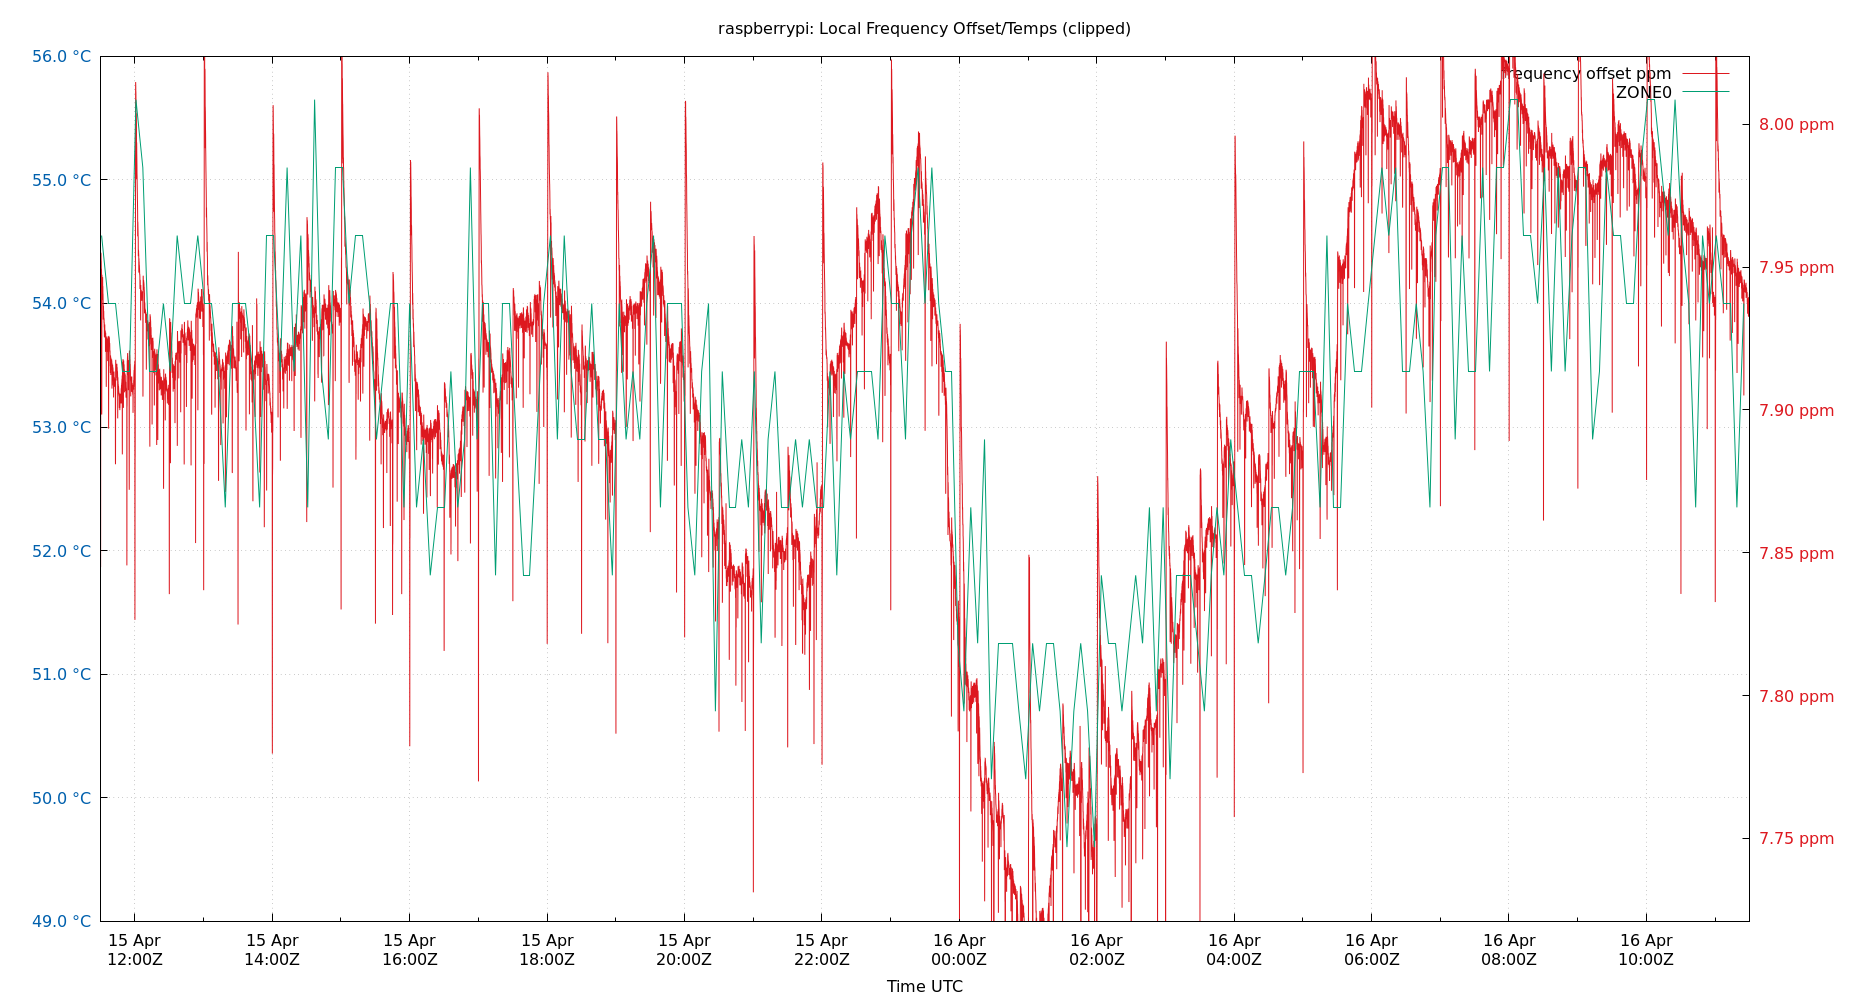 raspberrypi: Local Frequency Offset/Temps (clipped)
56.0 °C
55.0 °C
54.0 °C
53.0 °C
52.0 °C
51.0 °C
50.0 °C
49.0 °C
requency offset ppm
ZONE0
8.00 ppm
7.95 ppm
7.90 ppm
7.85 ppm
7.80 ppm
7.75 ppm
15 Apr 15 Apr 15 Apr 15 Apr 15 Apr 15 Apr 16 Apr 16 Apr 16 Apr 16 Apr 16 Apr 16 Apr
12:00Z 14:00Z 16:00Z 18:00Z 20:00Z 22:00Z 00:00Z 02:00Z 04:00Z 06:00Z 08:00Z 10:00Z
Time UTC